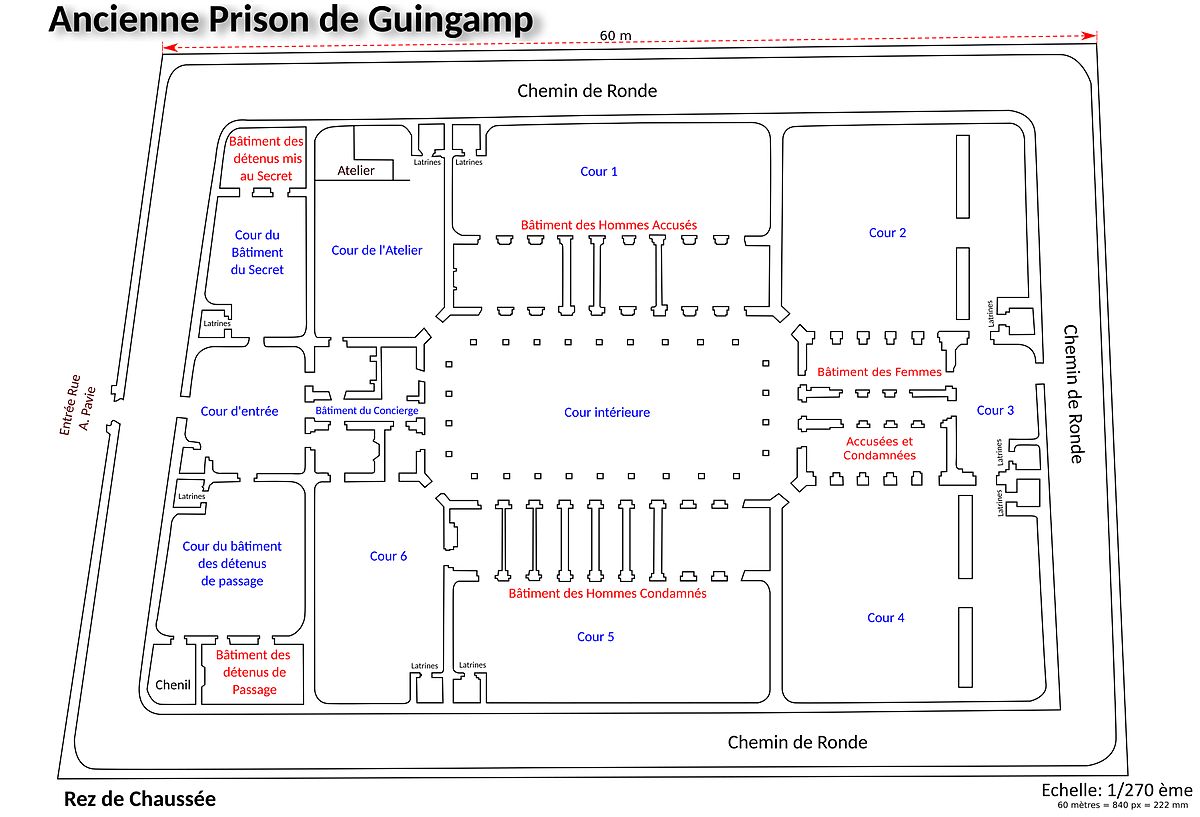 Ancienne Prison de Guingamp
60 m
Chemin de Ronde
Bâtiment des
détenus mis
au Secret
Atelier
Latrines
Latrines
Cour 1
Bâtiment des Hommes Accusés
Cour 2
Cour du
Bâtiment
du Secret
Cour de l'Atelier
Latrines
Latrines
Chemin de Ronde
Entrée Rue
A. Pavie
Cour d'entrée
Bâtiment du Concierge
Cour intérieure
Bâtiment des Femmes
Cour 3
Accusées et
Condamnées
Latrines
Latrines
Latrines
Cour du bâtiment
des détenus
de passage
Cour 6
Bâtiment des Hommes Condamnés
Cour 5
Cour 4
Bâtiment des
détenus de
Passage
Chenil
Latrines
Latrines
Chemin de Ronde
Rez de Chaussée
Echelle: 1/270 ème
60 mètres = 840 px = 222 mm